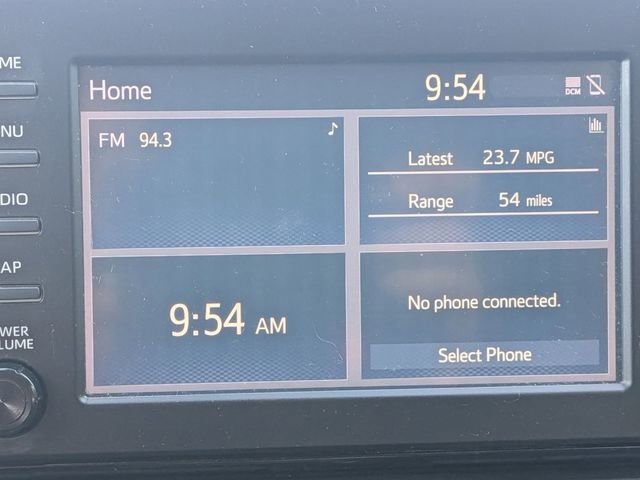 Home 9:54 DCM
FM 94.3
Latest 23.7 MPG
Range 54 miles
9:54 AM
No phone connected.
Select Phone
ME
NU
DIO
AP
WER
LUME